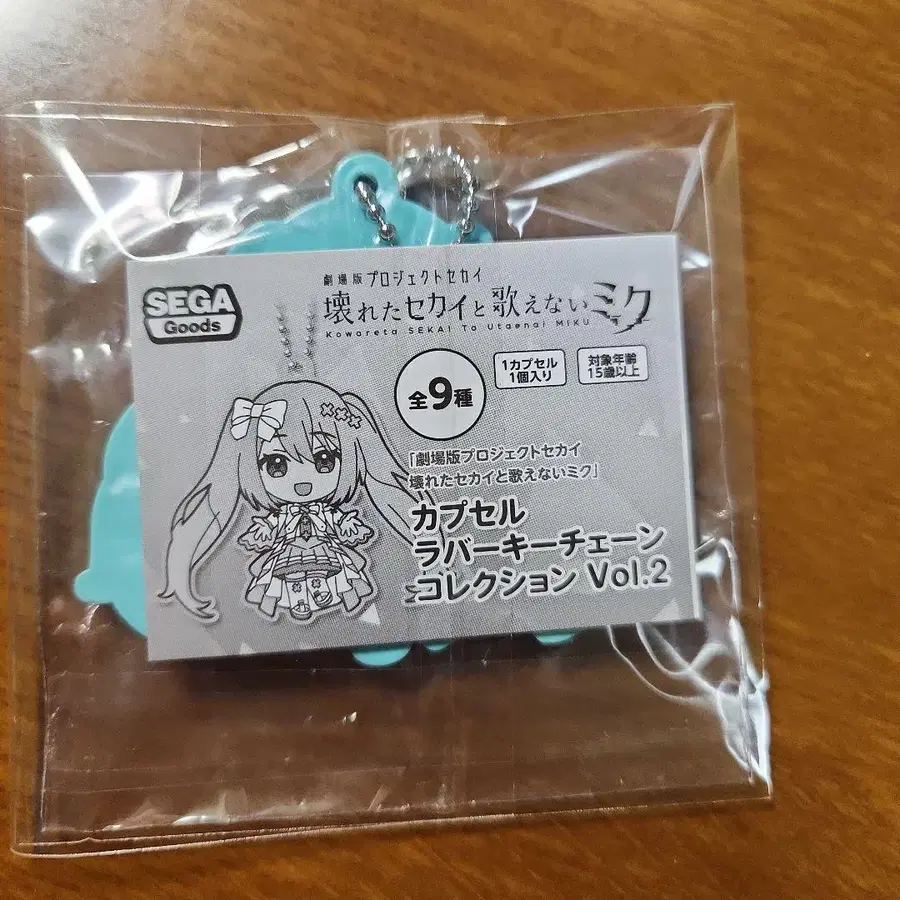 SEGA
Goods
劇場版 プロジェクトセカイ
壊れたセカイと歌えないミク
Kowareta SEKAI To Utaenai MIKU
全9種
1カプセル
1個入り
対象年齢
15歳以上
「劇場版プロジェクトセカイ
壊れたセカイと歌えないミク」
カプセル
ラバーキーチェーン
コレクション Vol.2